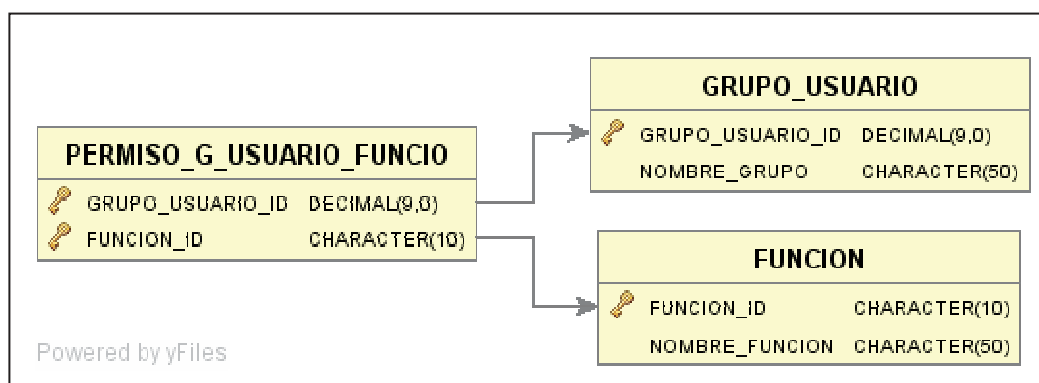 PERMISO_G_USUARIO_FUNCIO
GRUPO_USUARIO_ID DECIMAL(9,0)
FUNCION_ID CHARACTER(10)
GRUPO_USUARIO
GRUPO_USUARIO_ID DECIMAL(9,0)
NOMBRE_GRUPO CHARACTER(50)
FUNCION
FUNCION_ID CHARACTER(10)
NOMBRE_FUNCION CHARACTER(50)
Powered by yFiles